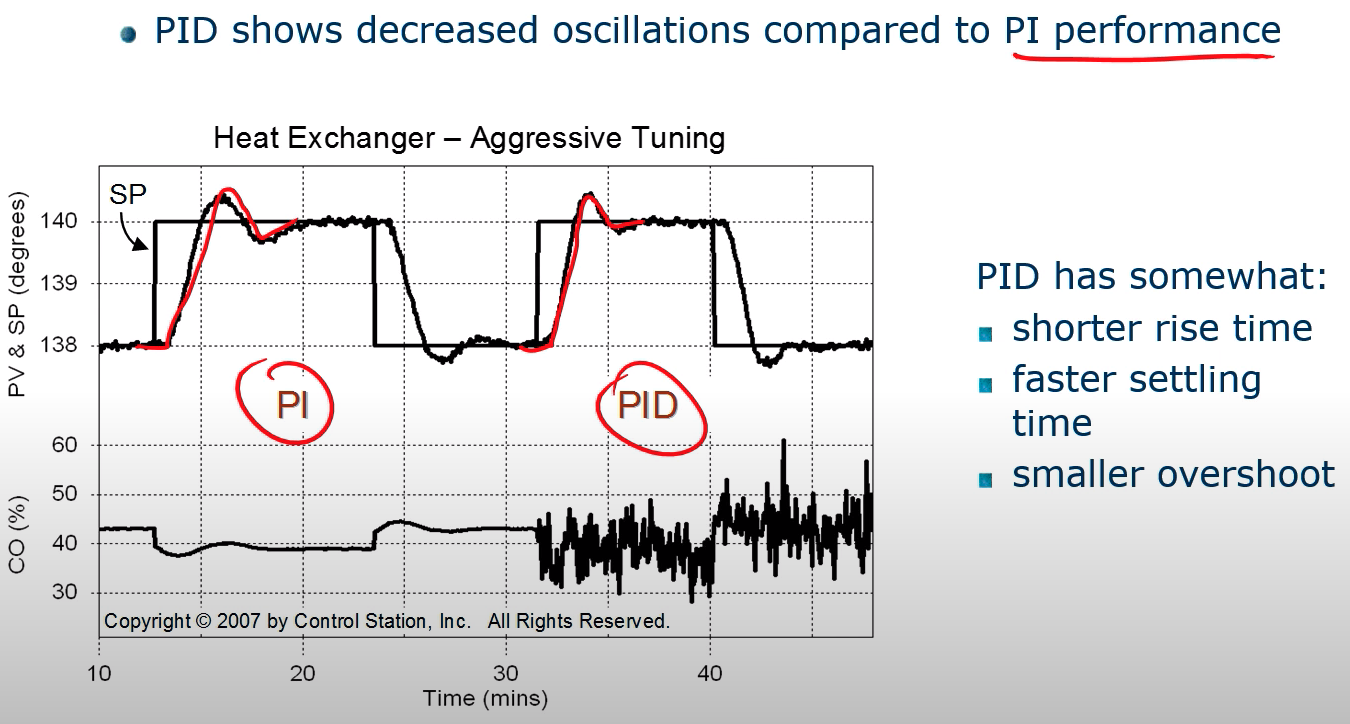 PID shows decreased oscillations compared to PI performance
Heat Exchanger – Aggressive Tuning
SP
PV & SP (degrees)
140
139
138
PI
PID
CO (%)
60
50
40
30
Copyright © 2007 by Control Station, Inc. All Rights Reserved.
10
20
30
40
Time (mins)
PID has somewhat:
shorter rise time
faster settling
time
smaller overshoot